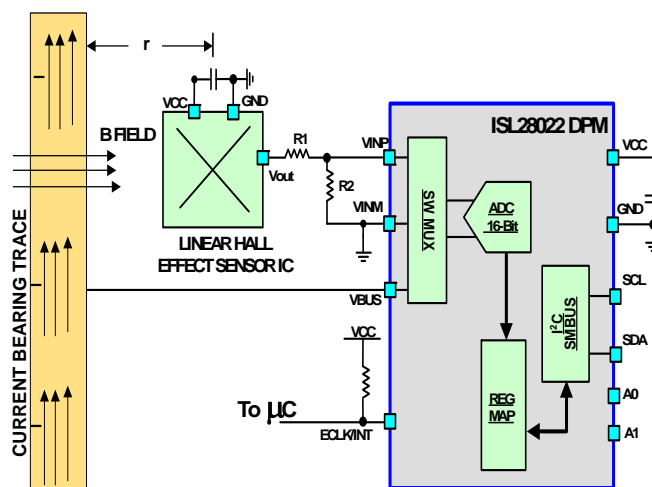 r
VCC
GND
B FIELD
Vout
R1
R2
LINEAR HALL
EFFECT SENSOR IC
CURRENT BEARING TRACE
I
I
I
ISL28022 DPM
VINP
VINM
VBUS
SW MUX
ADC
16-Bit
REG
MAP
I²C
SMBUS
VCC
GND
SCL
SDA
A0
A1
VCC
To µC
ECLK/INT